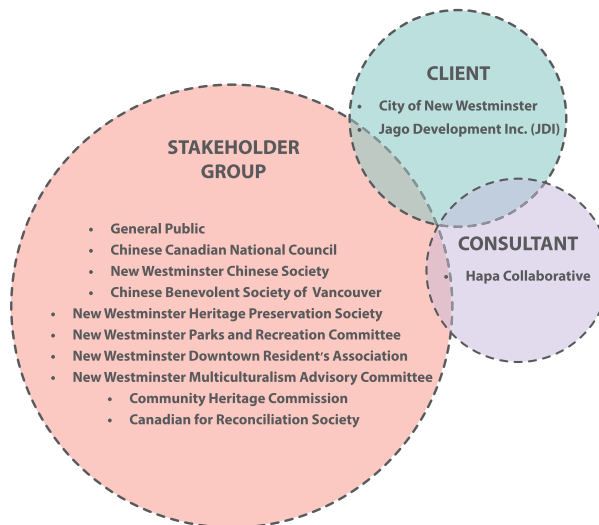 CLIENT
• City of New Westminster
• Jago Development Inc. (JDI)
STAKEHOLDER
GROUP
• General Public
• Chinese Canadian National Council
• New Westminster Chinese Society
• Chinese Benevolent Society of Vancouver
• New Westminster Heritage Preservation Society
• New Westminster Parks and Recreation Committee
• New Westminster Downtown Resident's Association
• New Westminster Multiculturalism Advisory Committee
• Community Heritage Commission
• Canadian for Reconciliation Society
CONSULTANT
• Hapa Collaborative